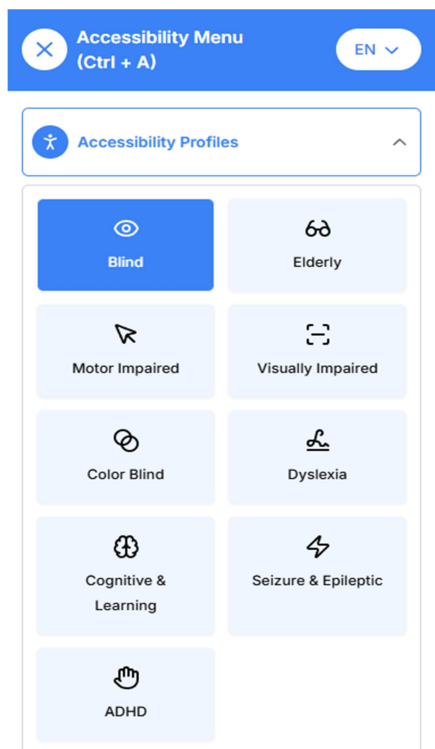 Accessibility Menu
(Ctrl + A)
EN
Accessibility Profiles
Blind
Elderly
Motor Impaired
Visually Impaired
Color Blind
Dyslexia
Cognitive &
Learning
Seizure & Epileptic
ADHD